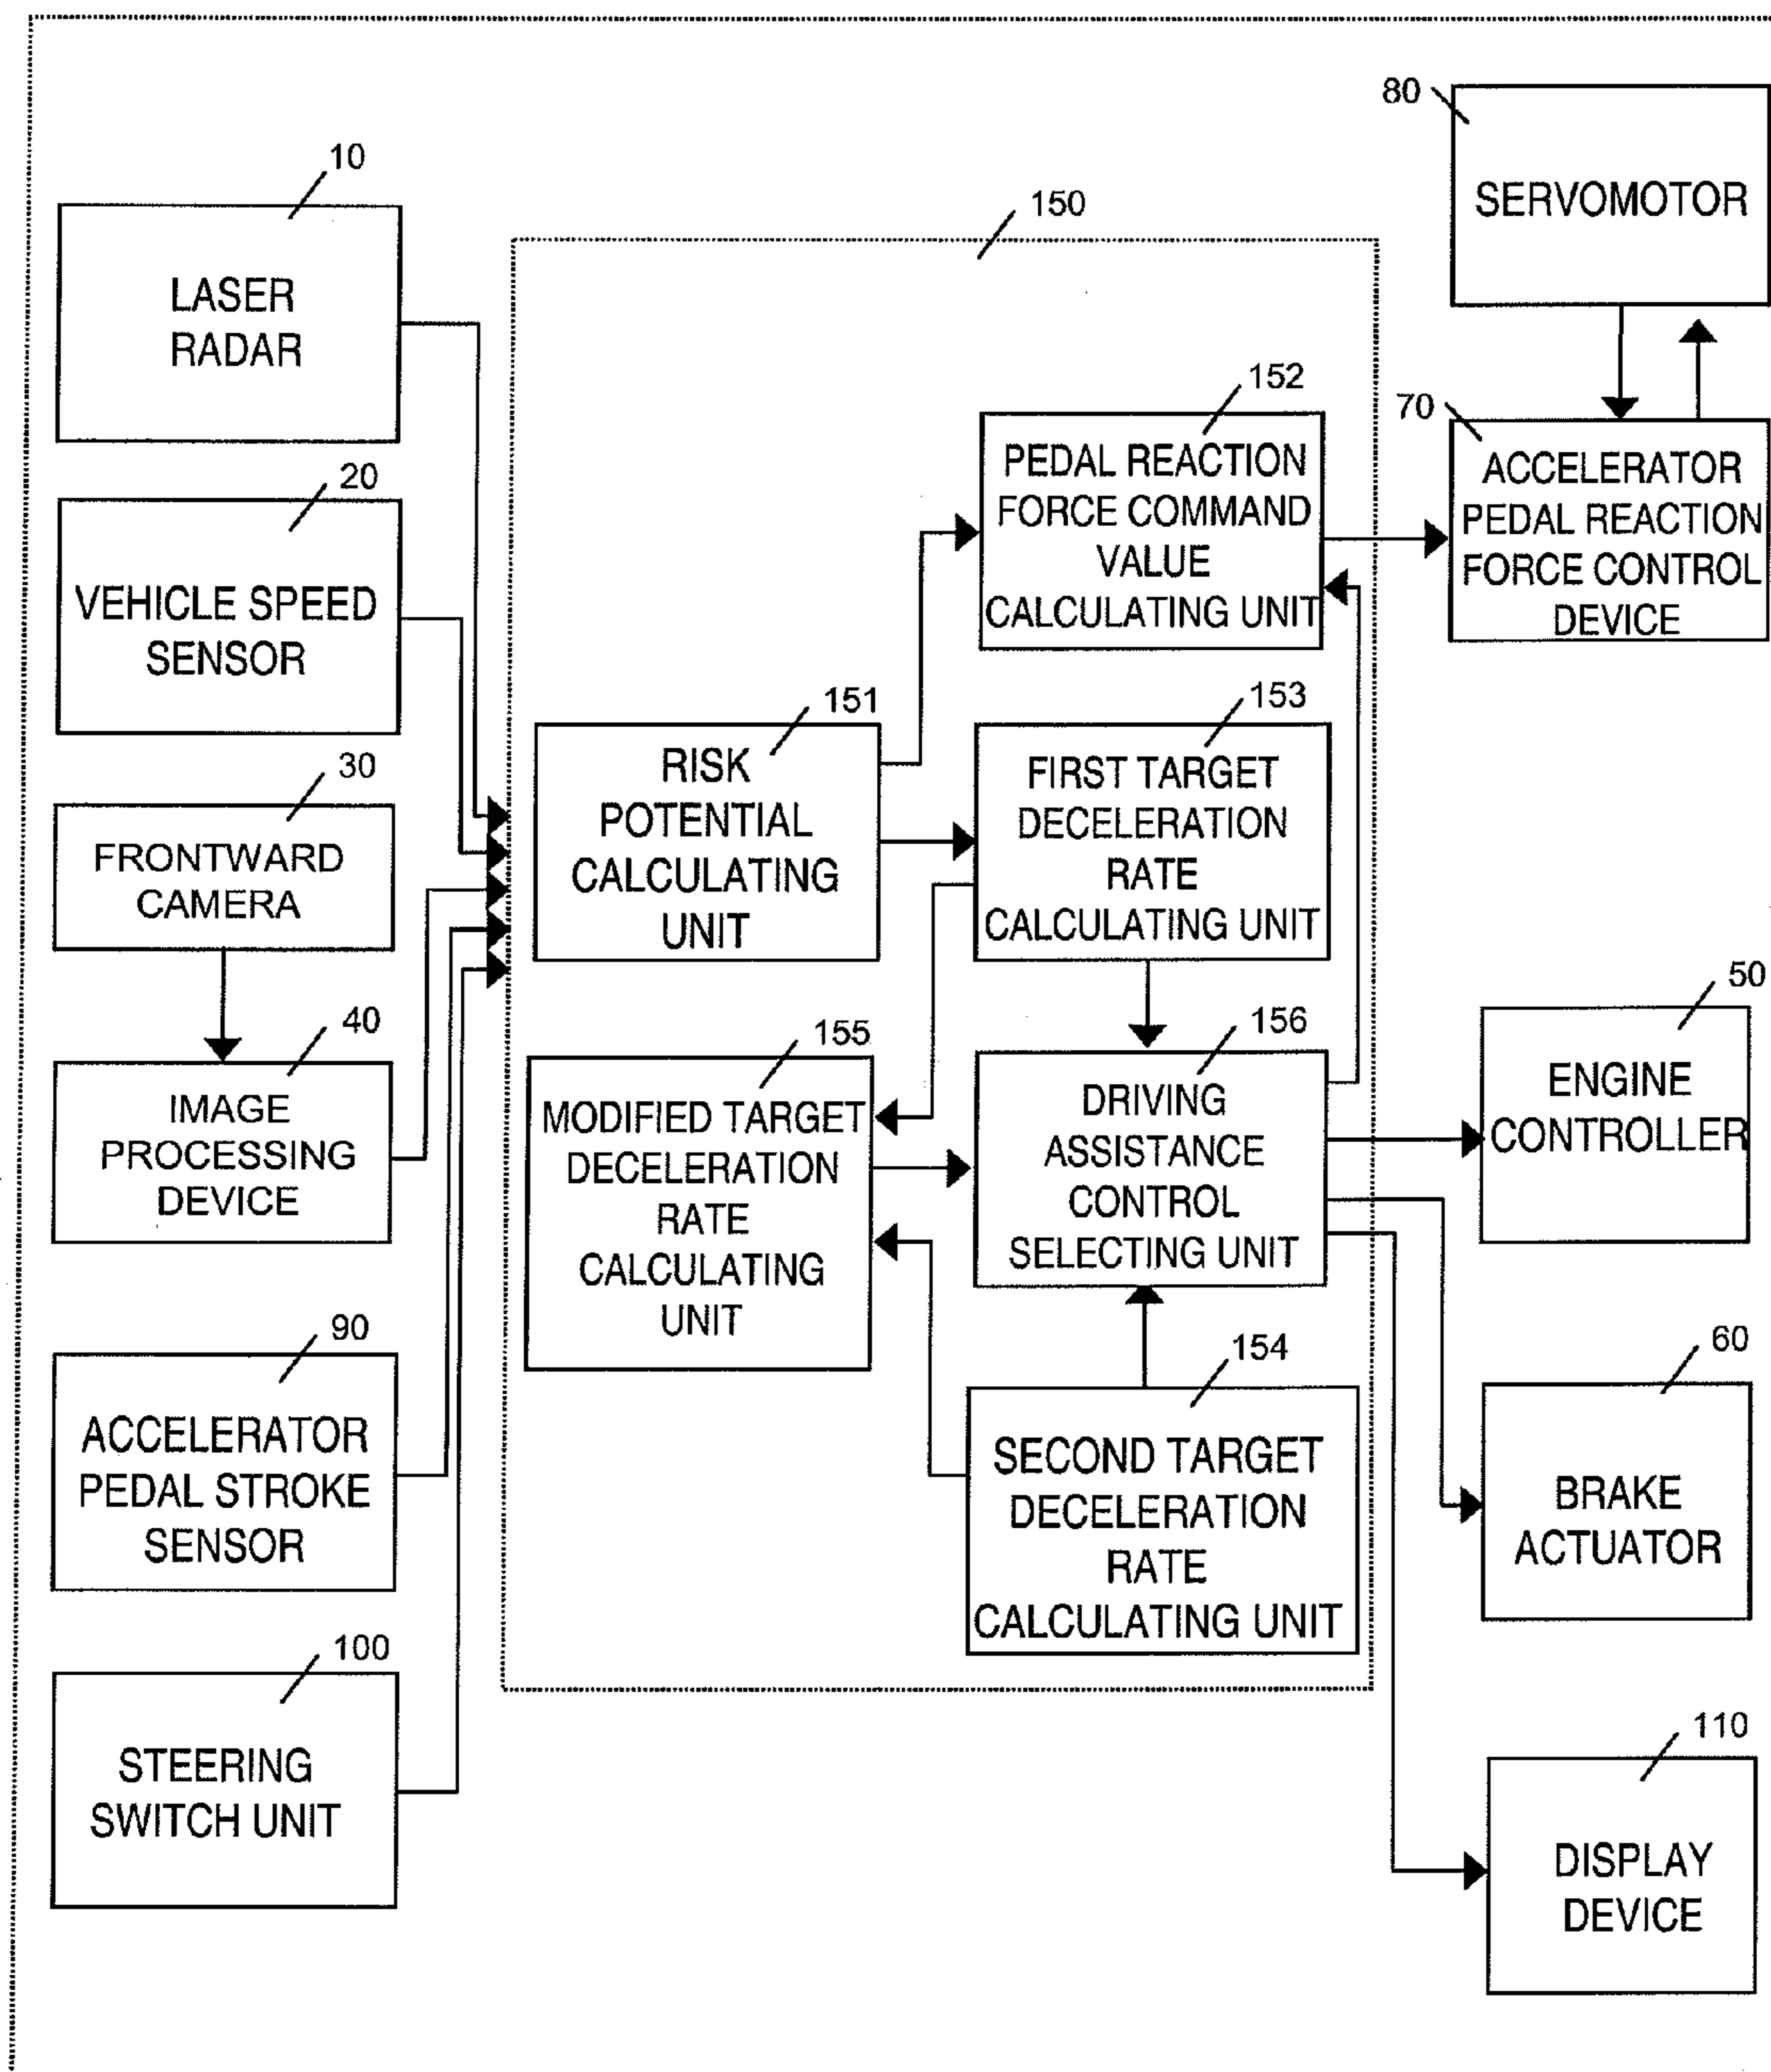 80
SERVOMOTOR
10
LASER
RADAR
150
152
PEDAL REACTION
FORCE COMMAND
VALUE
CALCULATING UNIT
70
ACCELERATOR
PEDAL REACTION
FORCE CONTROL
DEVICE
20
VEHICLE SPEED
SENSOR
151
RISK
POTENTIAL
CALCULATING
UNIT
153
FIRST TARGET
DECELERATION
RATE
CALCULATING UNIT
30
FRONTWARD
CAMERA
40
IMAGE
PROCESSING
DEVICE
155
MODIFIED TARGET
DECELERATION
RATE
CALCULATING
UNIT
156
DRIVING
ASSISTANCE
CONTROL
SELECTING UNIT
50
ENGINE
CONTROLLER
90
ACCELERATOR
PEDAL STROKE
SENSOR
154
SECOND TARGET
DECELERATION
RATE
CALCULATING UNIT
60
BRAKE
ACTUATOR
100
STEERING
SWITCH UNIT
110
DISPLAY
DEVICE